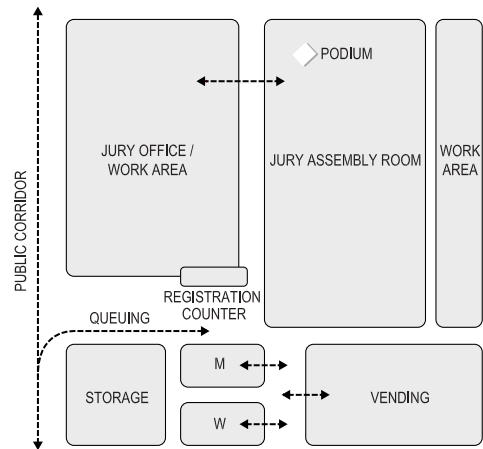 PODIUM
JURY OFFICE /
WORK AREA
JURY ASSEMBLY ROOM
WORK
AREA
PUBLIC CORRIDOR
REGISTRATION
COUNTER
QUEUING
STORAGE
M
W
VENDING